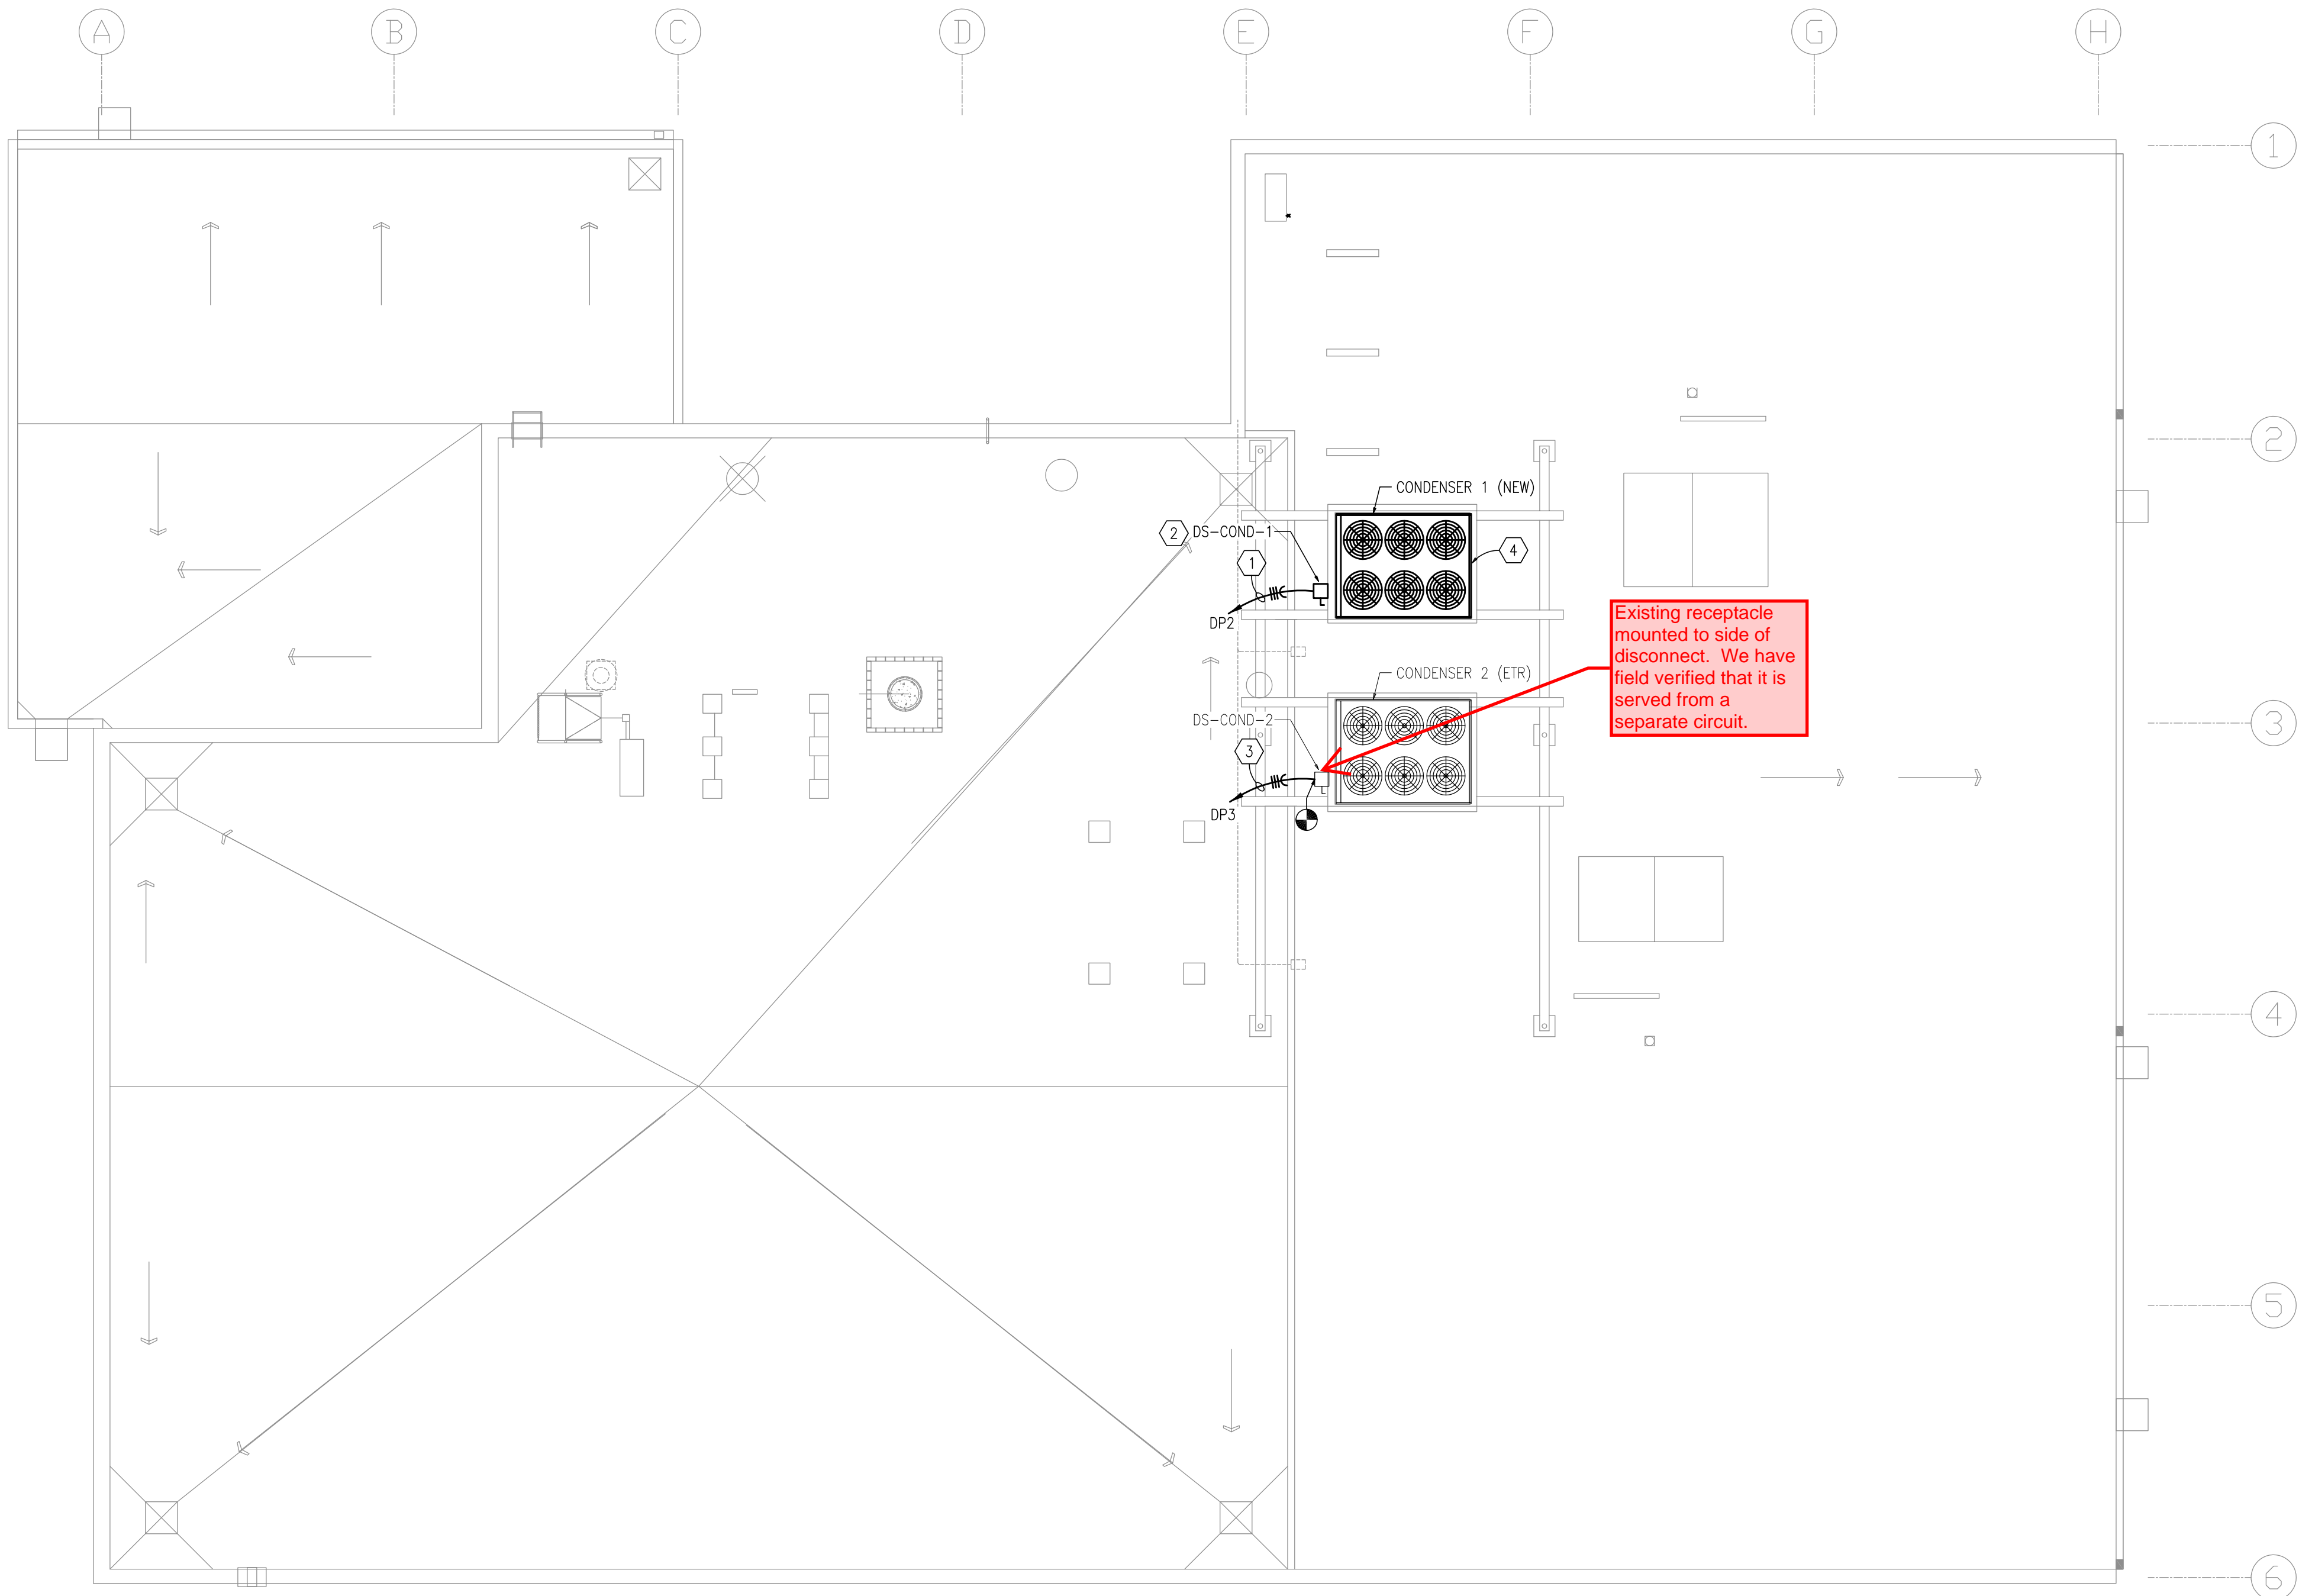 A
B
C
D
E
F
G
H
1
2
CONDENSER 1 (NEW)
2
DS-COND-1
1
4
DP2
Existing receptacle
mounted to side of
disconnect. We have
field verified that it is
served from a
separate circuit.
CONDENSER 2 (ETR)
DS-COND-2
3
3
DP3
4
5
6